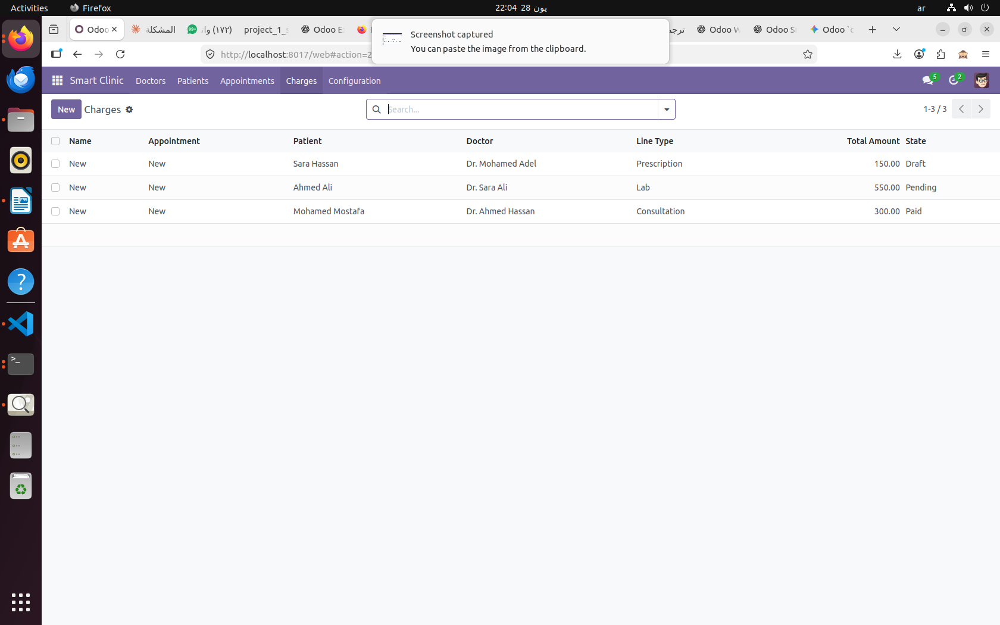 Activities Firefox 22:04 28 يون ar
Odoo المشكلة 99+ (١٧٢) وات project_1_s Odoo E ترجم Odoo W Odoo S Odoo `c
Screenshot captured
You can paste the image from the clipboard.
http://localhost:8017/web#action=2
Smart Clinic Doctors Patients Appointments Charges Configuration 5 2
New Charges Search... 1-3 / 3
Name Appointment Patient Doctor Line Type Total Amount State
New New Sara Hassan Dr. Mohamed Adel Prescription 150.00 Draft
New New Ahmed Ali Dr. Sara Ali Lab 550.00 Pending
New New Mohamed Mostafa Dr. Ahmed Hassan Consultation 300.00 Paid